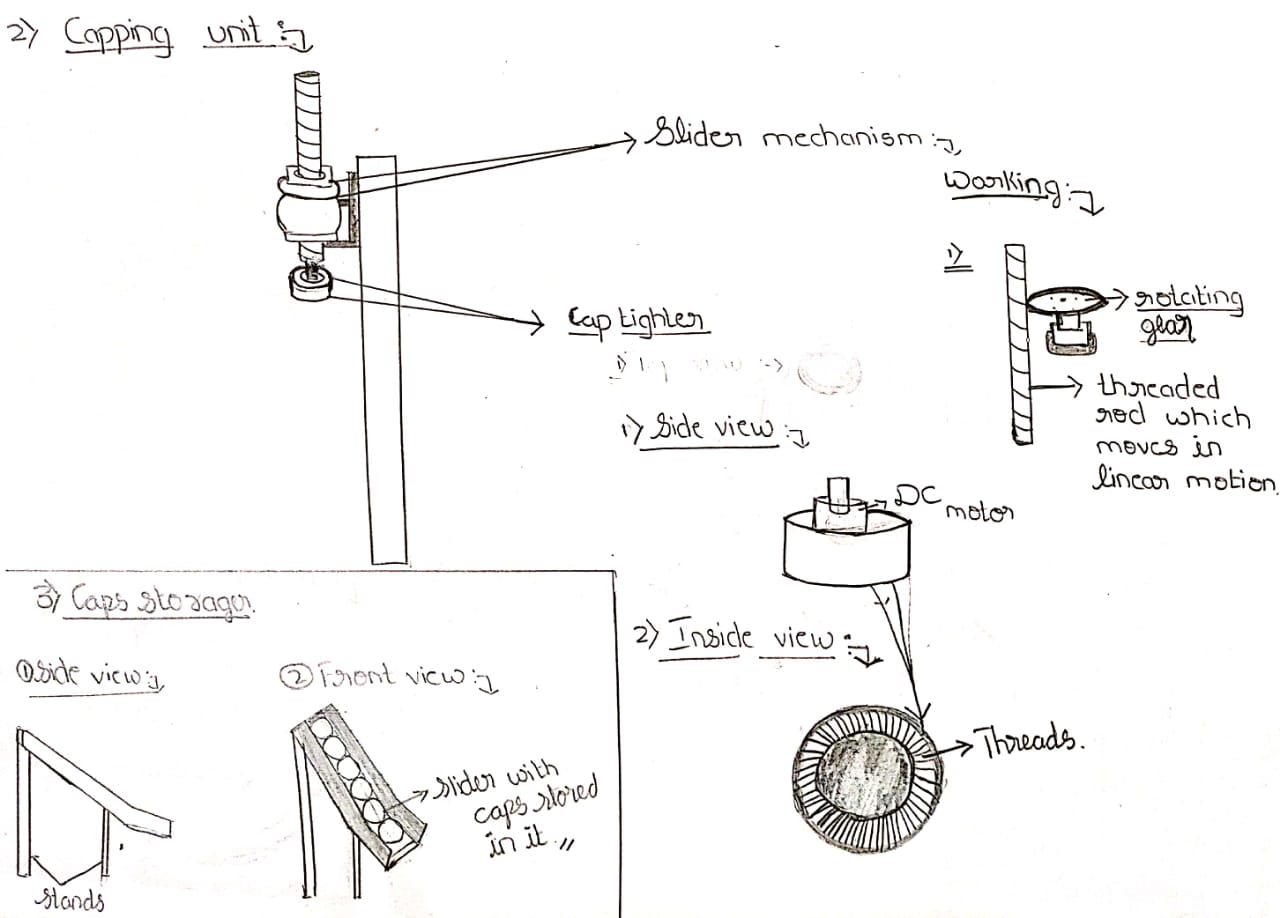 2) Capping unit :
Slider mechanism :
Working :
1)
rotating
gear
threaded
rod which
moves in
linear motion.
Cap tighter
1) Side view :
DC motor
2) Inside view :
Threads.
3) Caps storager.
① Side view :
stands
② Front view :
slider with
caps stored
in it. //